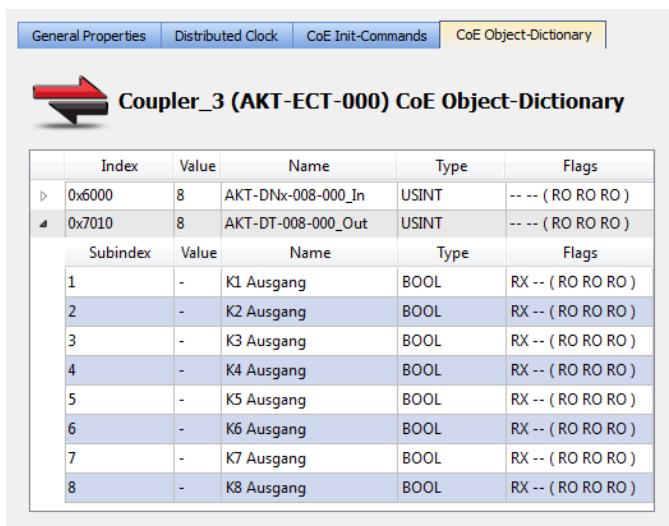 General Properties Distributed Clock CoE Init-Commands CoE Object-Dictionary
Coupler_3 (AKT-ECT-000) CoE Object-Dictionary
Index Value Name Type Flags
0x6000 8 AKT-DNx-008-000_In USINT -- -- ( RO RO RO )
0x7010 8 AKT-DT-008-000_Out USINT -- -- ( RO RO RO )
Subindex Value Name Type Flags
1 - K1 Ausgang BOOL RX -- ( RO RO RO )
2 - K2 Ausgang BOOL RX -- ( RO RO RO )
3 - K3 Ausgang BOOL RX -- ( RO RO RO )
4 - K4 Ausgang BOOL RX -- ( RO RO RO )
5 - K5 Ausgang BOOL RX -- ( RO RO RO )
6 - K6 Ausgang BOOL RX -- ( RO RO RO )
7 - K7 Ausgang BOOL RX -- ( RO RO RO )
8 - K8 Ausgang BOOL RX -- ( RO RO RO )